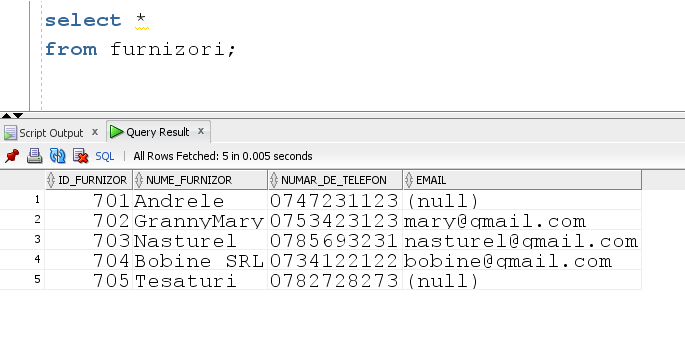 select *
from furnizori;
Script Output x Query Result x
SQL | All Rows Fetched: 5 in 0.005 seconds
ID_FURNIZOR NUME_FURNIZOR NUMAR_DE_TELEFON EMAIL
1 701 Andrele 0747231123 (null)
2 702 GrannyMary 0753423123 mary@gmail.com
3 703 Nasturel 0785693231 nasturel@gmail.com
4 704 Bobine SRL 0734122122 bobine@gmail.com
5 705 Tesaturi 0782728273 (null)